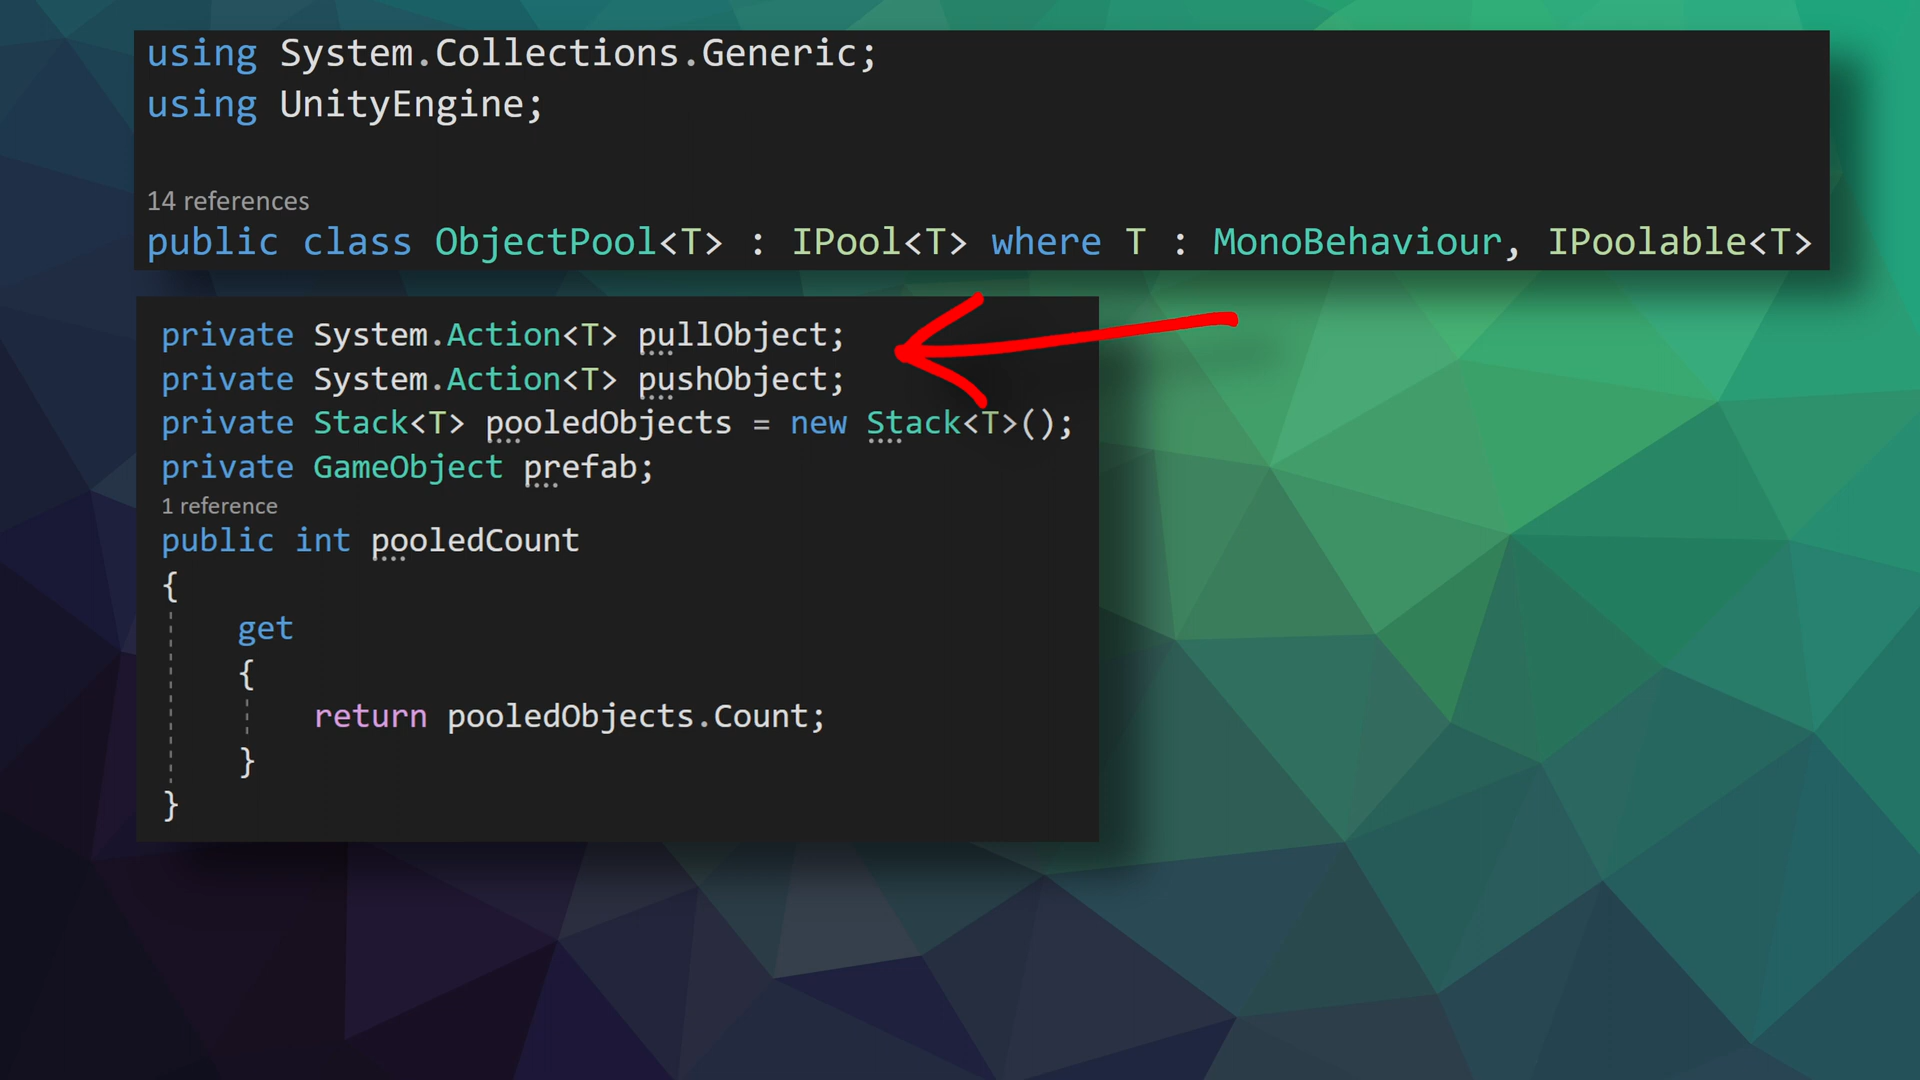 using System.Collections.Generic;
using UnityEngine;
14 references
public class ObjectPool<T> : IPool<T> where T : MonoBehaviour, IPoolable<T>
private System.Action<T> pullObject;
private System.Action<T> pushObject;
private Stack<T> pooledObjects = new Stack<T>();
private GameObject prefab;
1 reference
public int pooledCount
{
get
{
return pooledObjects.Count;
}
}